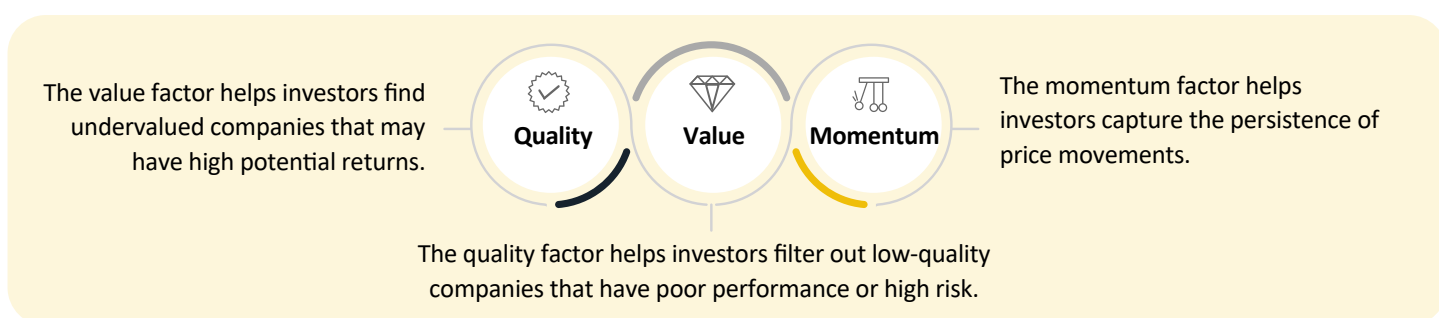 The value factor helps investors find
undervalued companies that may
have high potential returns.
Quality
Value
Momentum
The momentum factor helps
investors capture the persistence of
price movements.
The quality factor helps investors filter out low-quality
companies that have poor performance or high risk.